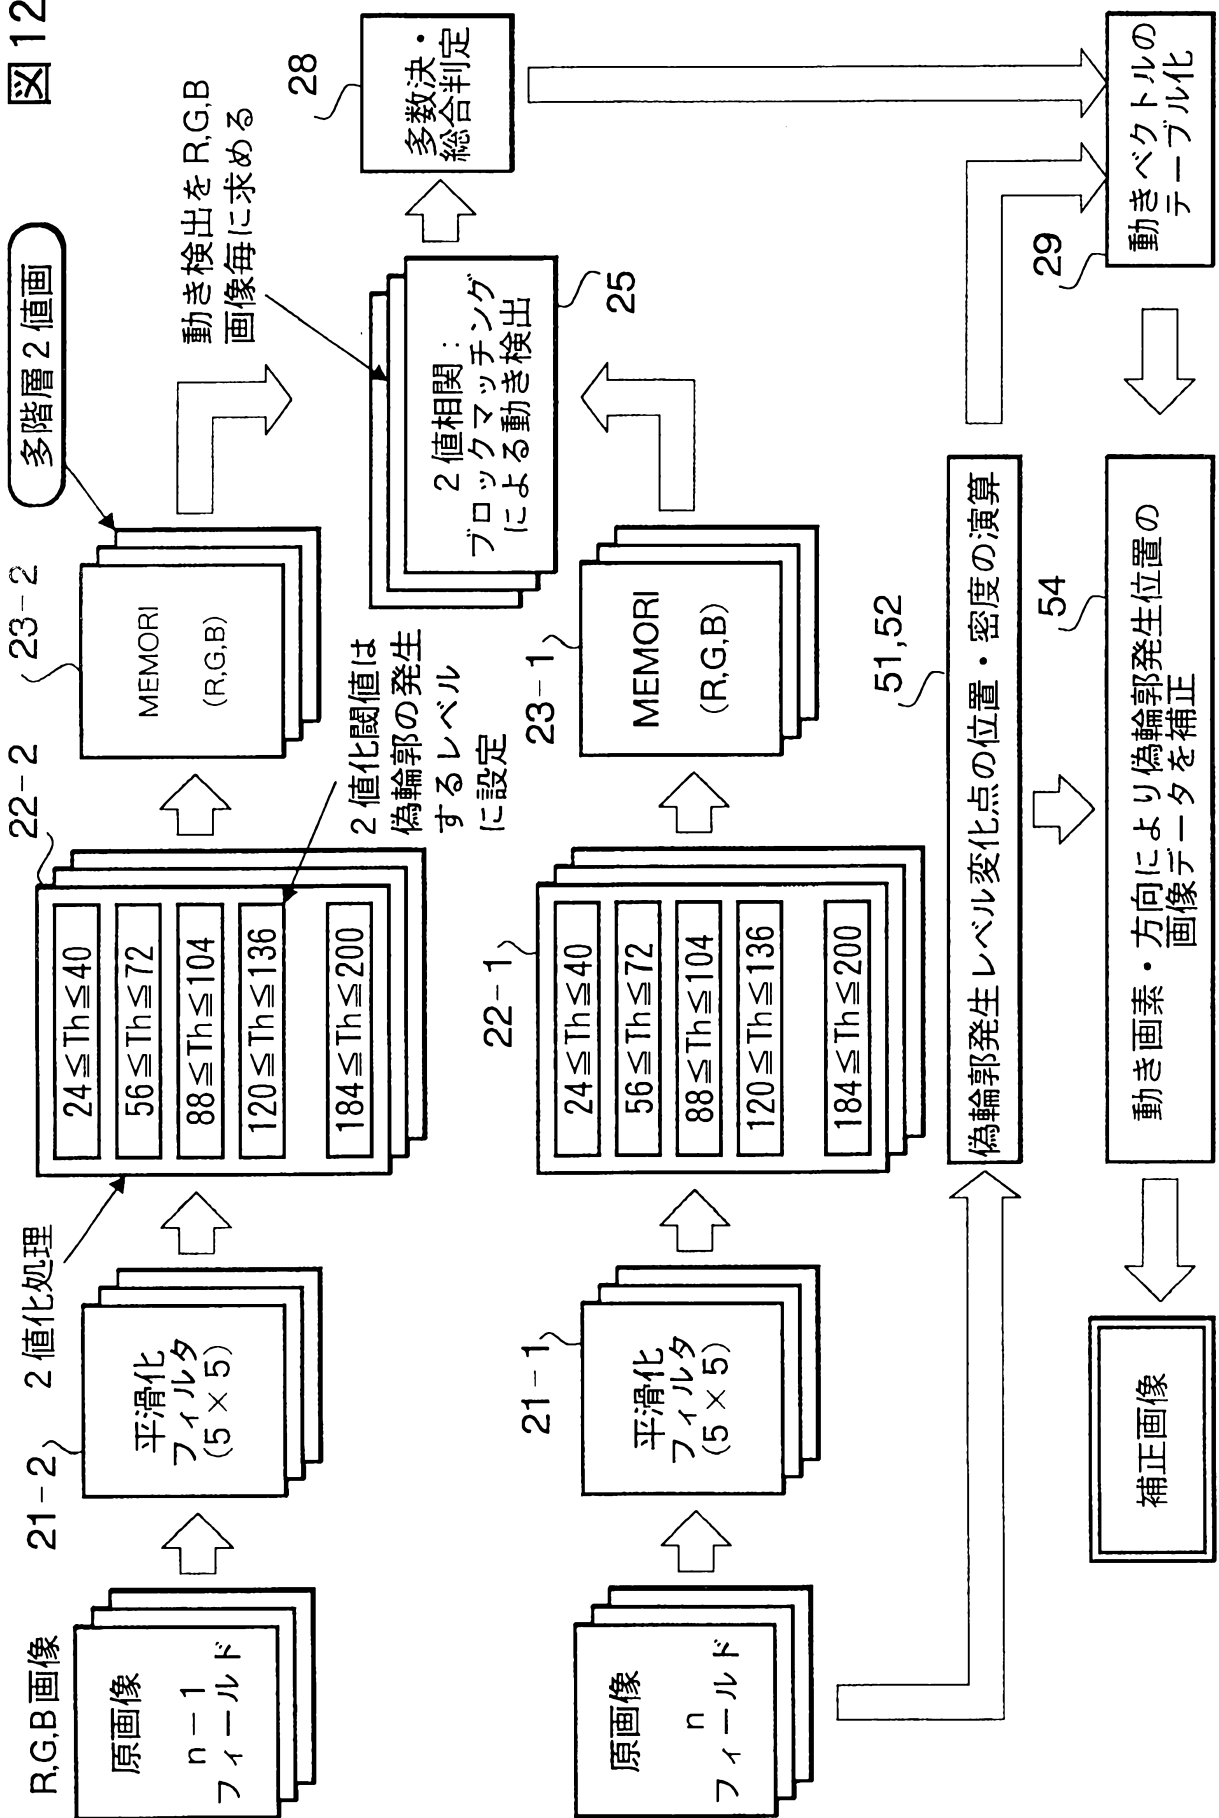 図12
R,G,B画像
原画像
n－1
フィールド
21-2
平滑化
フィルタ
(5×5)
2値化処理
22-2
24≦Th≦40
56≦Th≦72
88≦Th≦104
120≦Th≦136
184≦Th≦200
2値化閾値は
偽輪郭の発生
するレベル
に設定
23-2
MEMORI
(R,G,B)
多階層2値画
動き検出をR,G,B
画像毎に求める
原画像
n
フィールド
21-1
平滑化
フィルタ
(5×5)
22-1
24≦Th≦40
56≦Th≦72
88≦Th≦104
120≦Th≦136
184≦Th≦200
23-1
MEMORI
(R,G,B)
2値相関：
ブロックマッチング
による動き検出
25
28
多数決・
総合判定
51,52
偽輪郭発生レベル変化点の位置・密度の演算
29
動きベクトルの
テーブル化
54
動き画素・方向により偽輪郭発生位置の
画像データを補正
補正画像